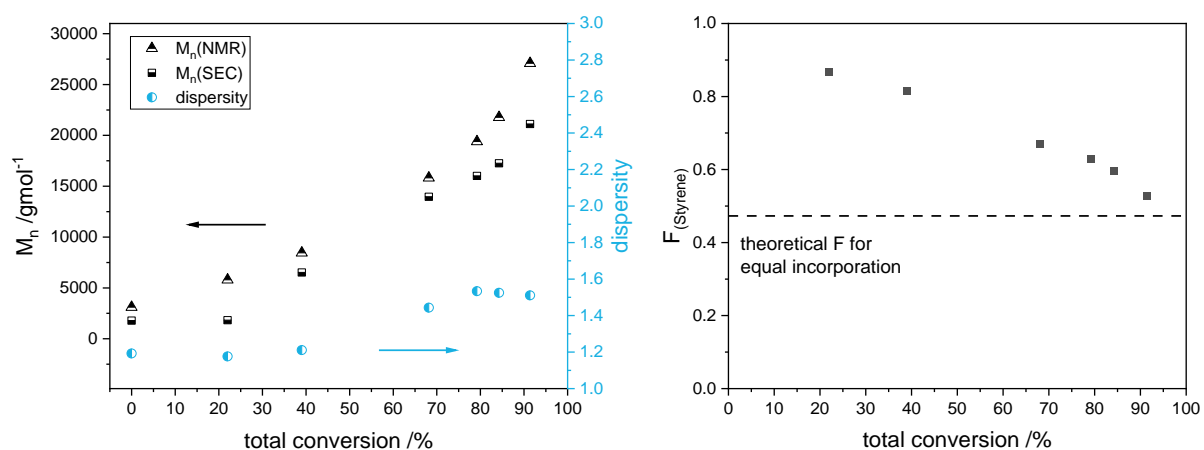 30000
25000
20000
15000
10000
5000
0
M_n /gmol^-1
M_n(NMR)
M_n(SEC)
dispersity
3.0
2.8
2.6
2.4
2.2
2.0
1.8
1.6
1.4
1.2
1.0
dispersity
0 10 20 30 40 50 60 70 80 90 100
total conversion /%
1.0
0.8
0.6
0.4
0.2
0.0
F_(Styrene)
theoretical F for
equal incorporation
0 10 20 30 40 50 60 70 80 90 100
total conversion /%